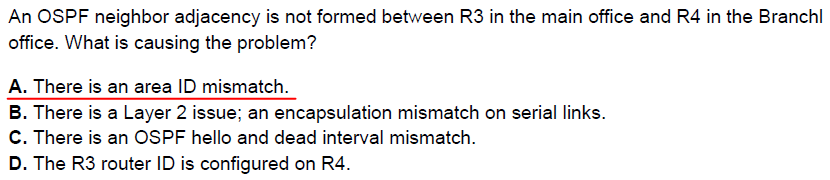 An OSPF neighbor adjacency is not formed between R3 in the main office and R4 in the Branchl
office. What is causing the problem?
A. There is an area ID mismatch.
B. There is a Layer 2 issue; an encapsulation mismatch on serial links.
C. There is an OSPF hello and dead interval mismatch.
D. The R3 router ID is configured on R4.